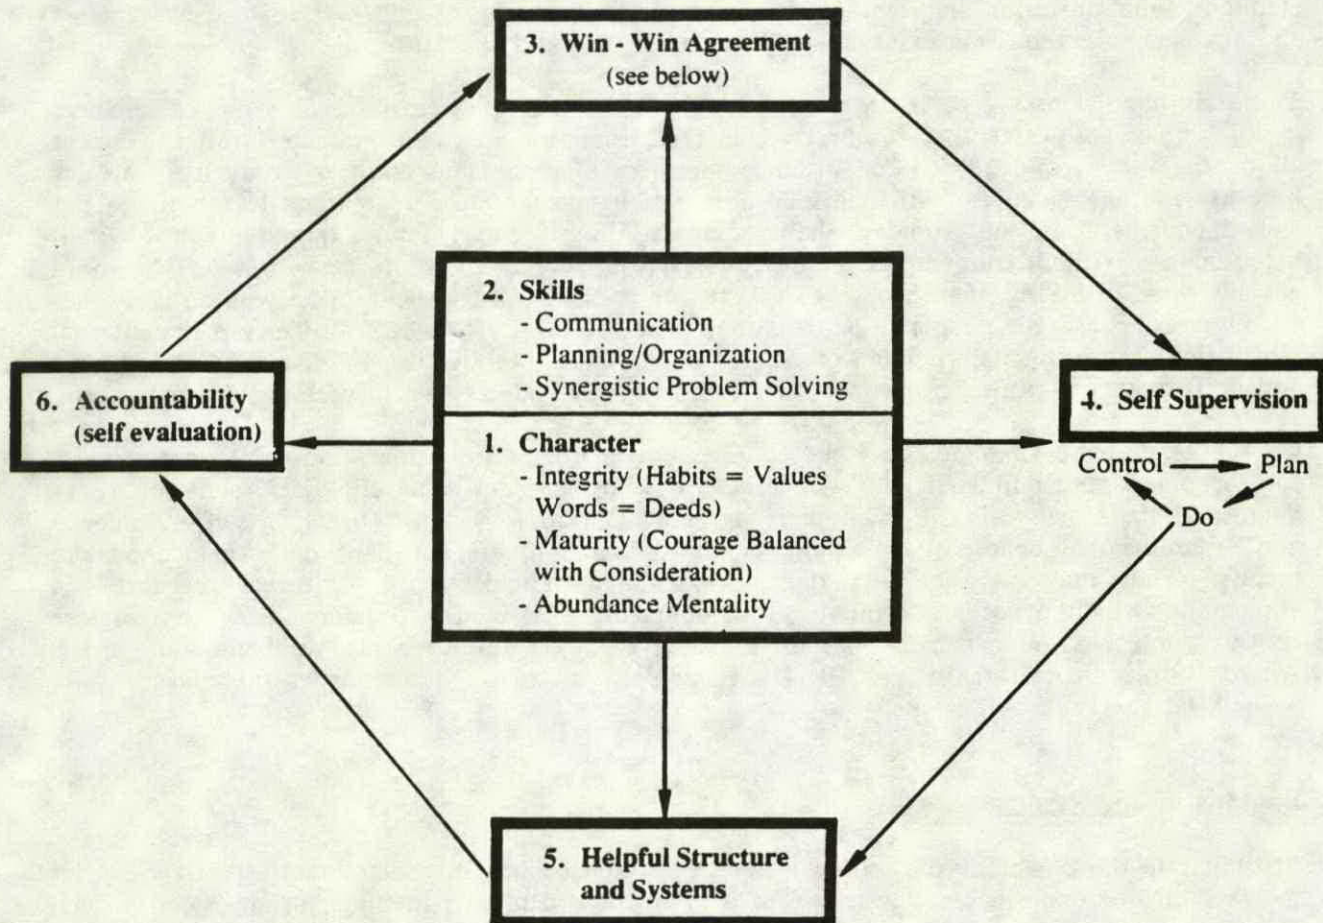 3. Win - Win Agreement
(see below)
2. Skills
- Communication
- Planning/Organization
- Synergistic Problem Solving
6. Accountability
(self evaluation)
1. Character
- Integrity (Habits = Values
Words = Deeds)
- Maturity (Courage Balanced
with Consideration)
- Abundance Mentality
4. Self Supervision
Control Plan
Do
5. Helpful Structure
and Systems